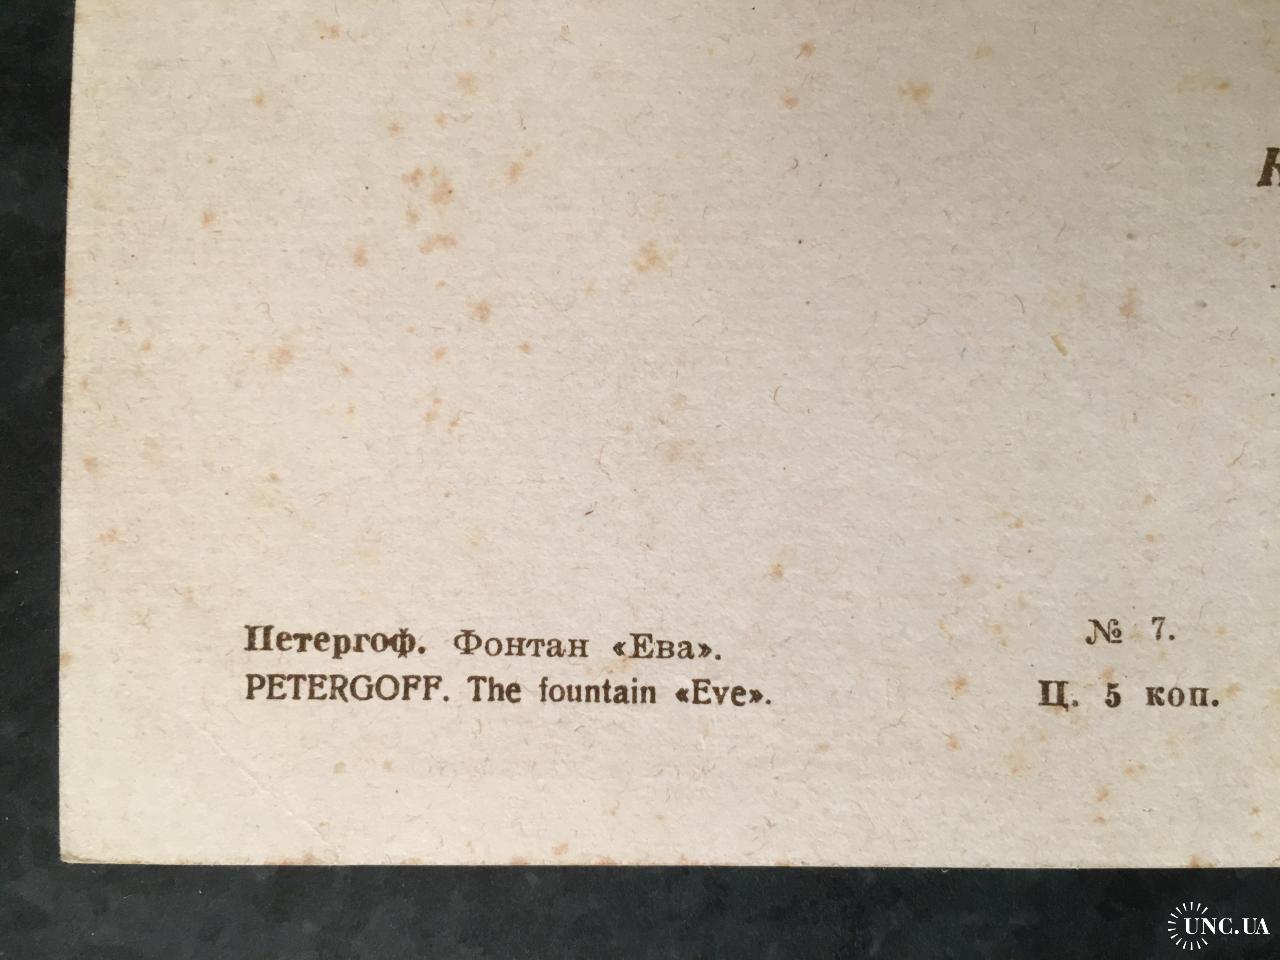 К
Петергоф. Фонтан «Ева».
PETERGOFF. The fountain «Eve».
№ 7.
Ц. 5 коп.
UNC.UA